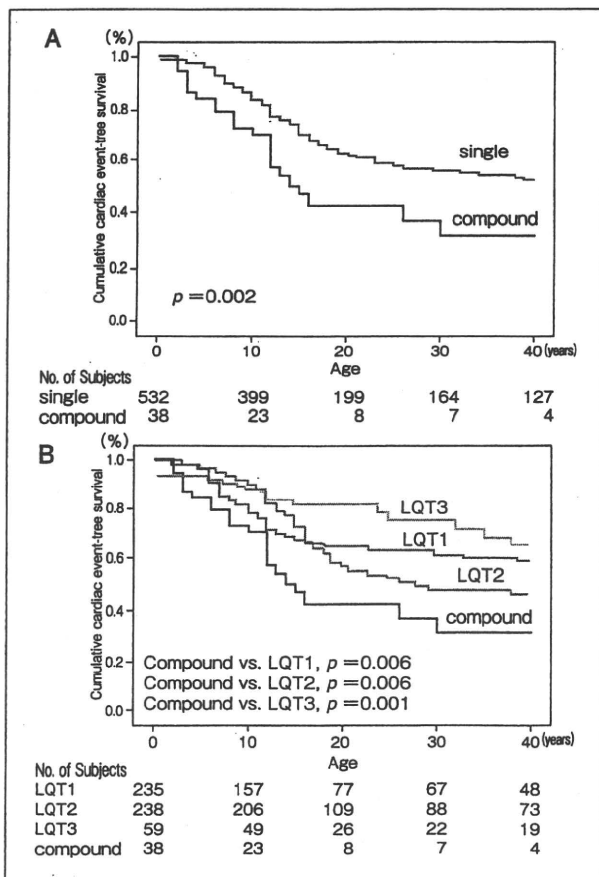 A
(%)
Cumulative cardiac event-tree survival
1.0
0.8
0.6
0.4
0.2
0.0
single
compound
p=0.002
0 10 20 30 40 (years)
Age
No. of Subjects
single 532 399 199 164 127
compound 38 23 8 7 4
B
(%)
Cumulative cardiac event-tree survival
1.0
0.8
0.6
0.4
0.2
0.0
LQT3
LQT1
LQT2
compound
Compound vs. LQT1, p=0.006
Compound vs. LQT2, p=0.006
Compound vs. LQT3, p=0.001
0 10 20 30 40 (years)
Age
No. of Subjects
LQT1 235 157 77 67 48
LQT2 238 206 109 88 73
LQT3 59 49 26 22 19
compound 38 23 8 7 4